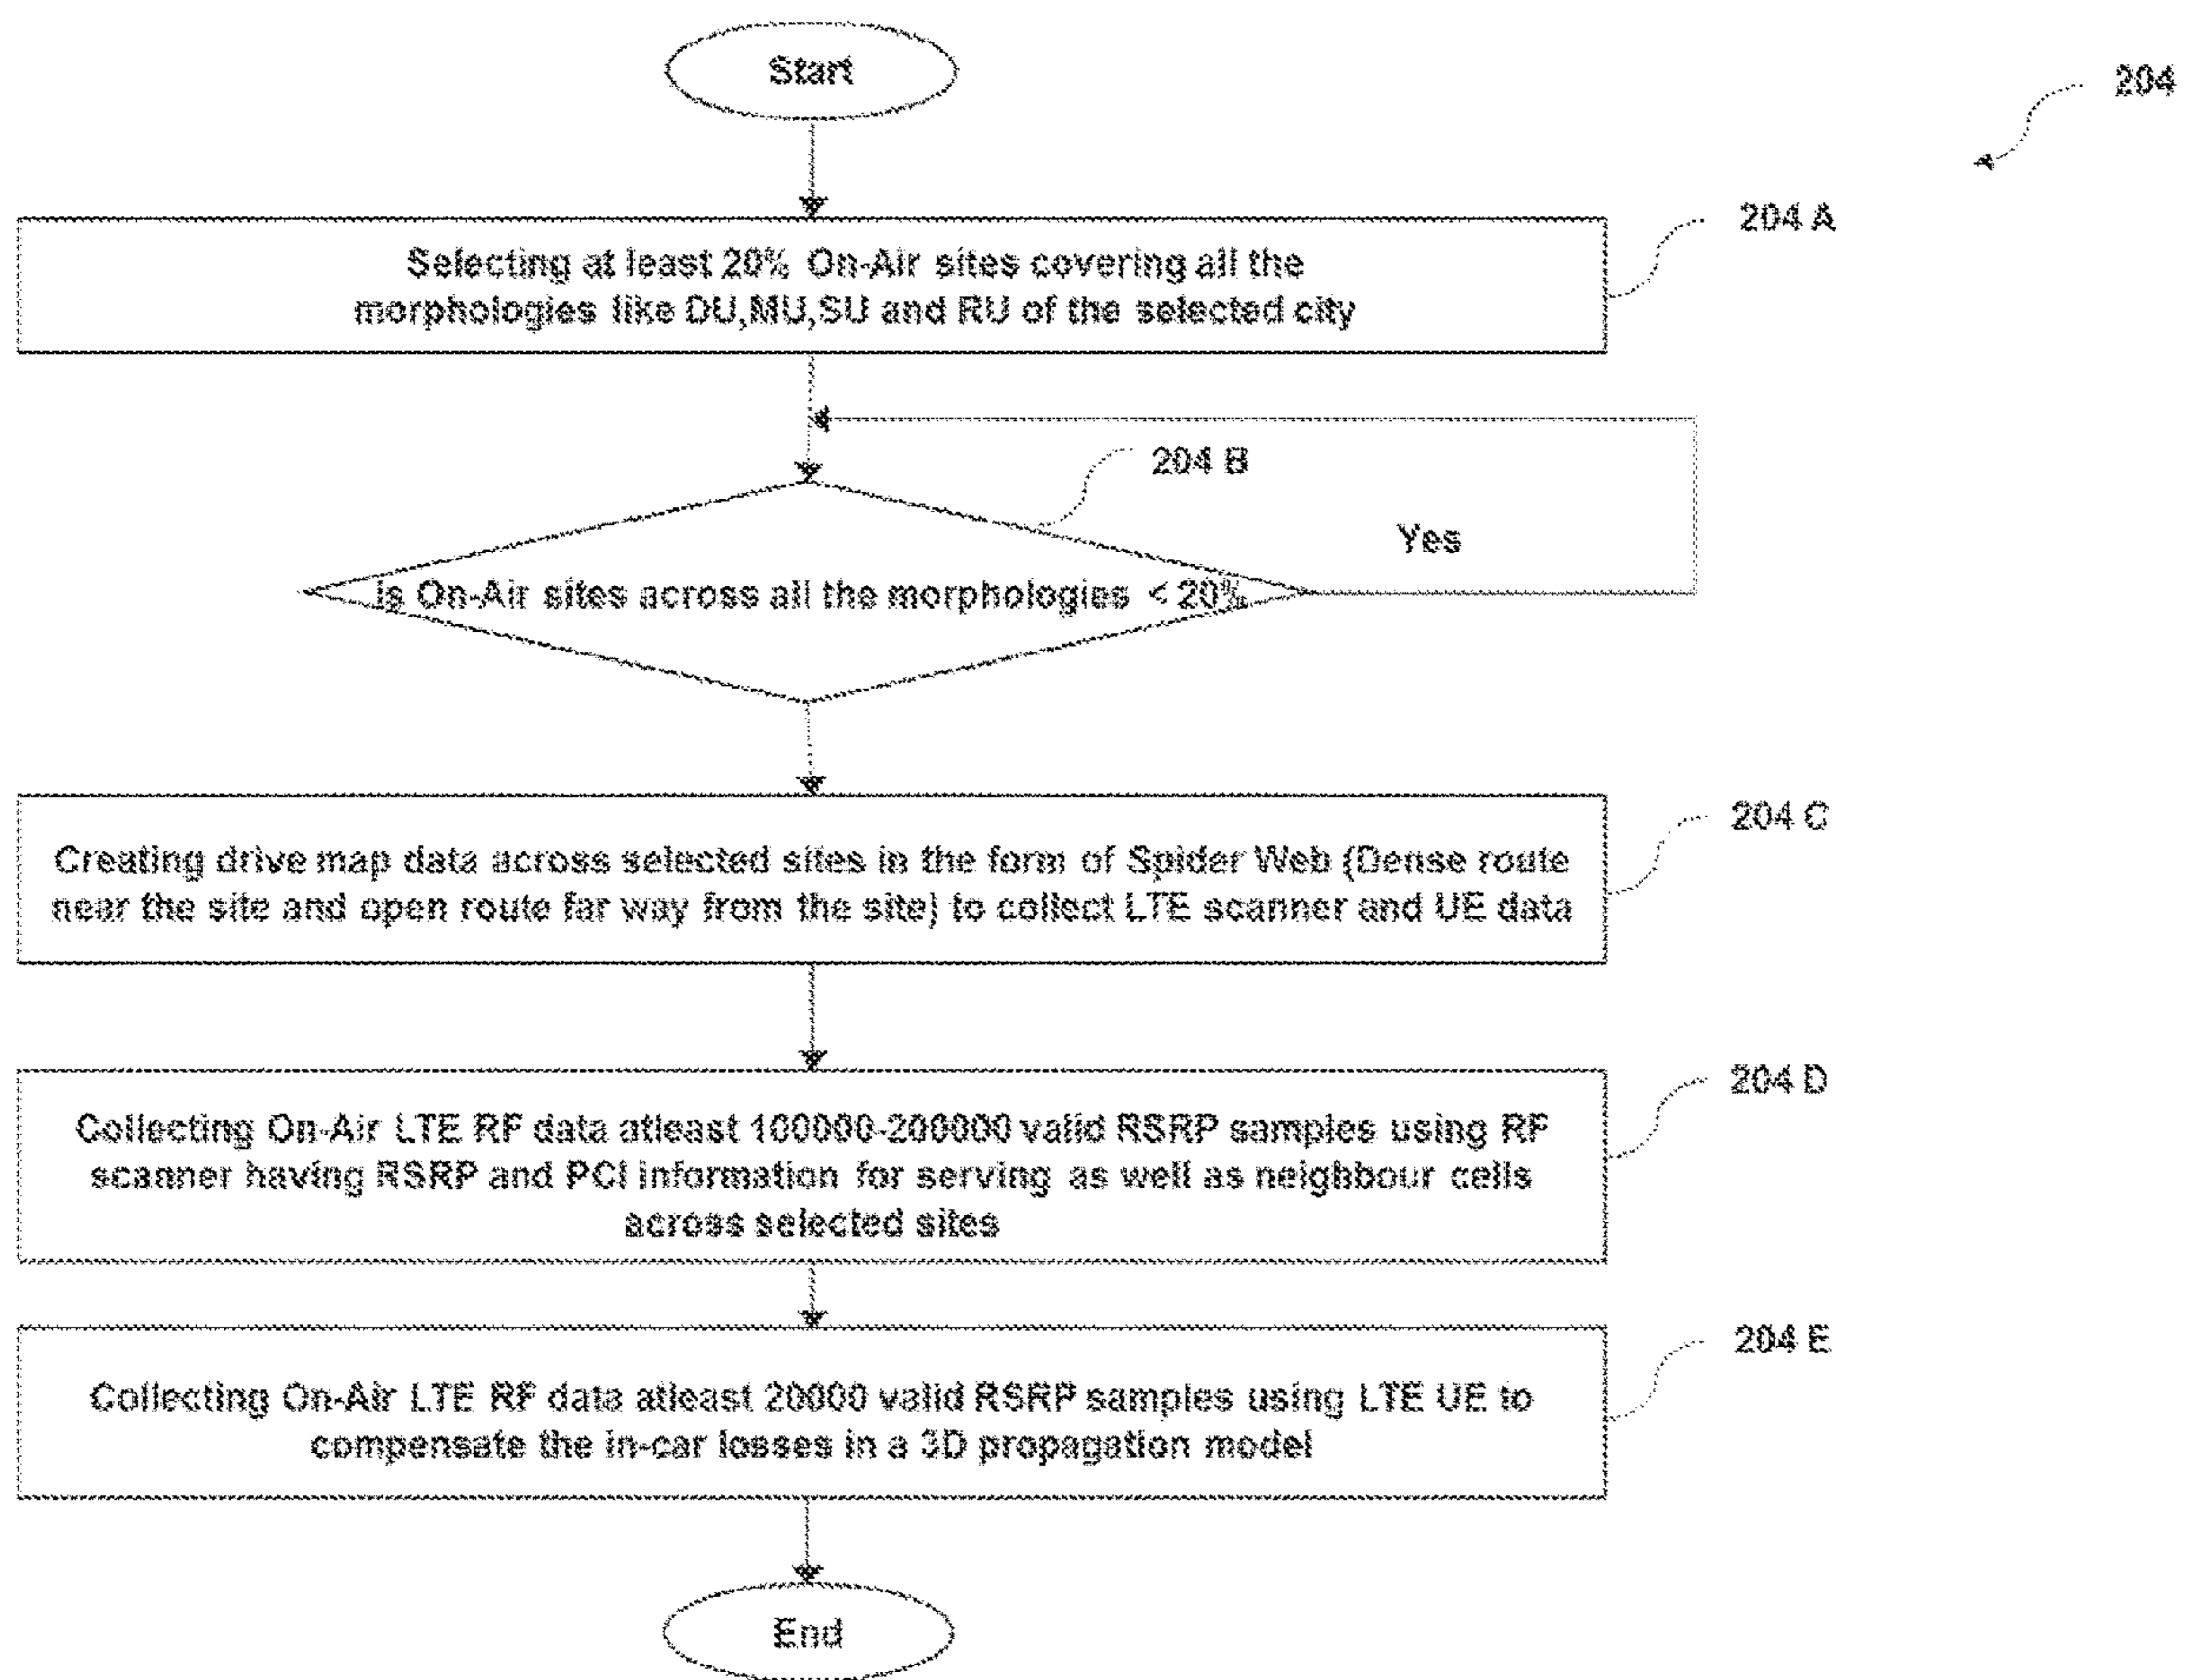 Start
204
204 A
Selecting at least 20% On-Air sites covering all the
morphologies like DU,MU,SU and RU of the selected city
204 B
Yes
Is On-Air sites across all the morphologies < 20%
204 C
Creating drive map data across selected sites in the form of Spider Web (Dense route
near the site and open route far way from the site) to collect LTE scanner and UE data
204 D
Collecting On-Air LTE RF data atleast 100000-200000 valid RSRP samples using RF
scanner having RSRP and PCI information for serving as well as neighbour cells
across selected sites
204 E
Collecting On-Air LTE RF data atleast 20000 valid RSRP samples using LTE UE to
compensate the in-car losses in a 3D propagation model
End